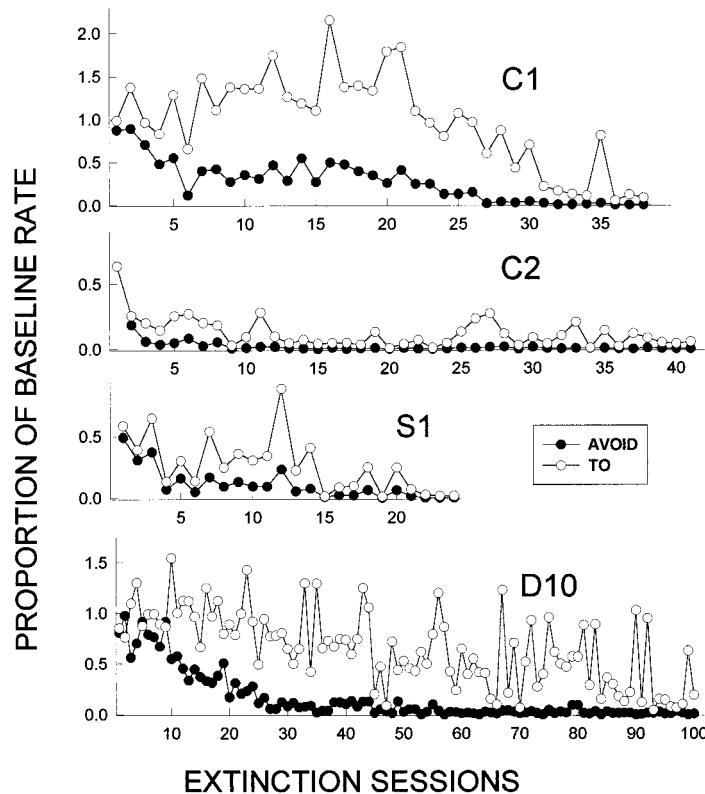 PROPORTION OF BASELINE RATE
2.0
1.5
1.0
0.5
0.0
C1
5 10 15 20 25 30 35
0.5
0.0
C2
5 10 15 20 25 30 35 40
0.5
0.0
S1
5 10 15 20
AVOID
TO
1.5
1.0
0.5
0.0
D10
10 20 30 40 50 60 70 80 90 100
EXTINCTION SESSIONS